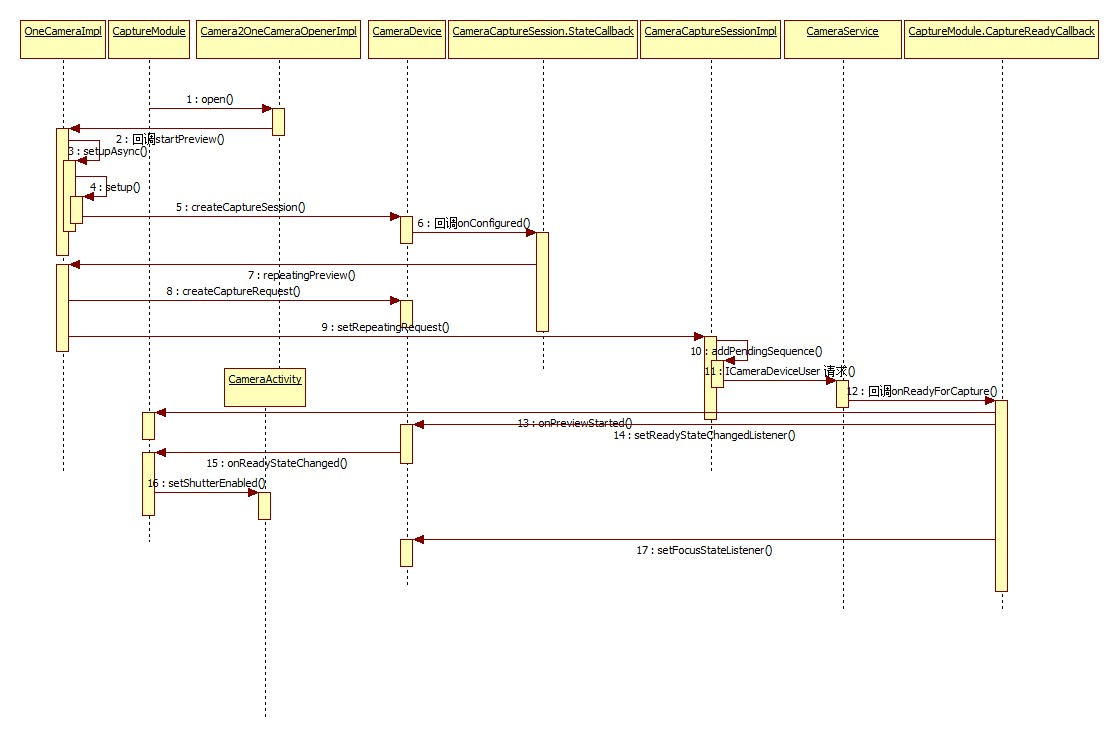 OneCameraImpl
CaptureModule
Camera2OneCameraOpenerImpl
CameraDevice
CameraCaptureSession.StateCallback
CameraCaptureSessionImpl
CameraService
CaptureModule.CaptureReadyCallback
1 : open()
2 : 回调startPreview()
3 : setupAsync()
4 : setup()
5 : createCaptureSession()
6 : 回调onConfigured()
7 : repeatingPreview()
8 : createCaptureRequest()
9 : setRepeatingRequest()
10 : addPendingSequence()
11 : ICameraDeviceUser 请求()
CameraActivity
12 : 回调onReadyForCapture()
13 : onPreviewStarted()
14 : setReadyStateChangedListener()
15 : onReadyStateChanged()
16 : setShutterEnabled()
17 : setFocusStateListener()